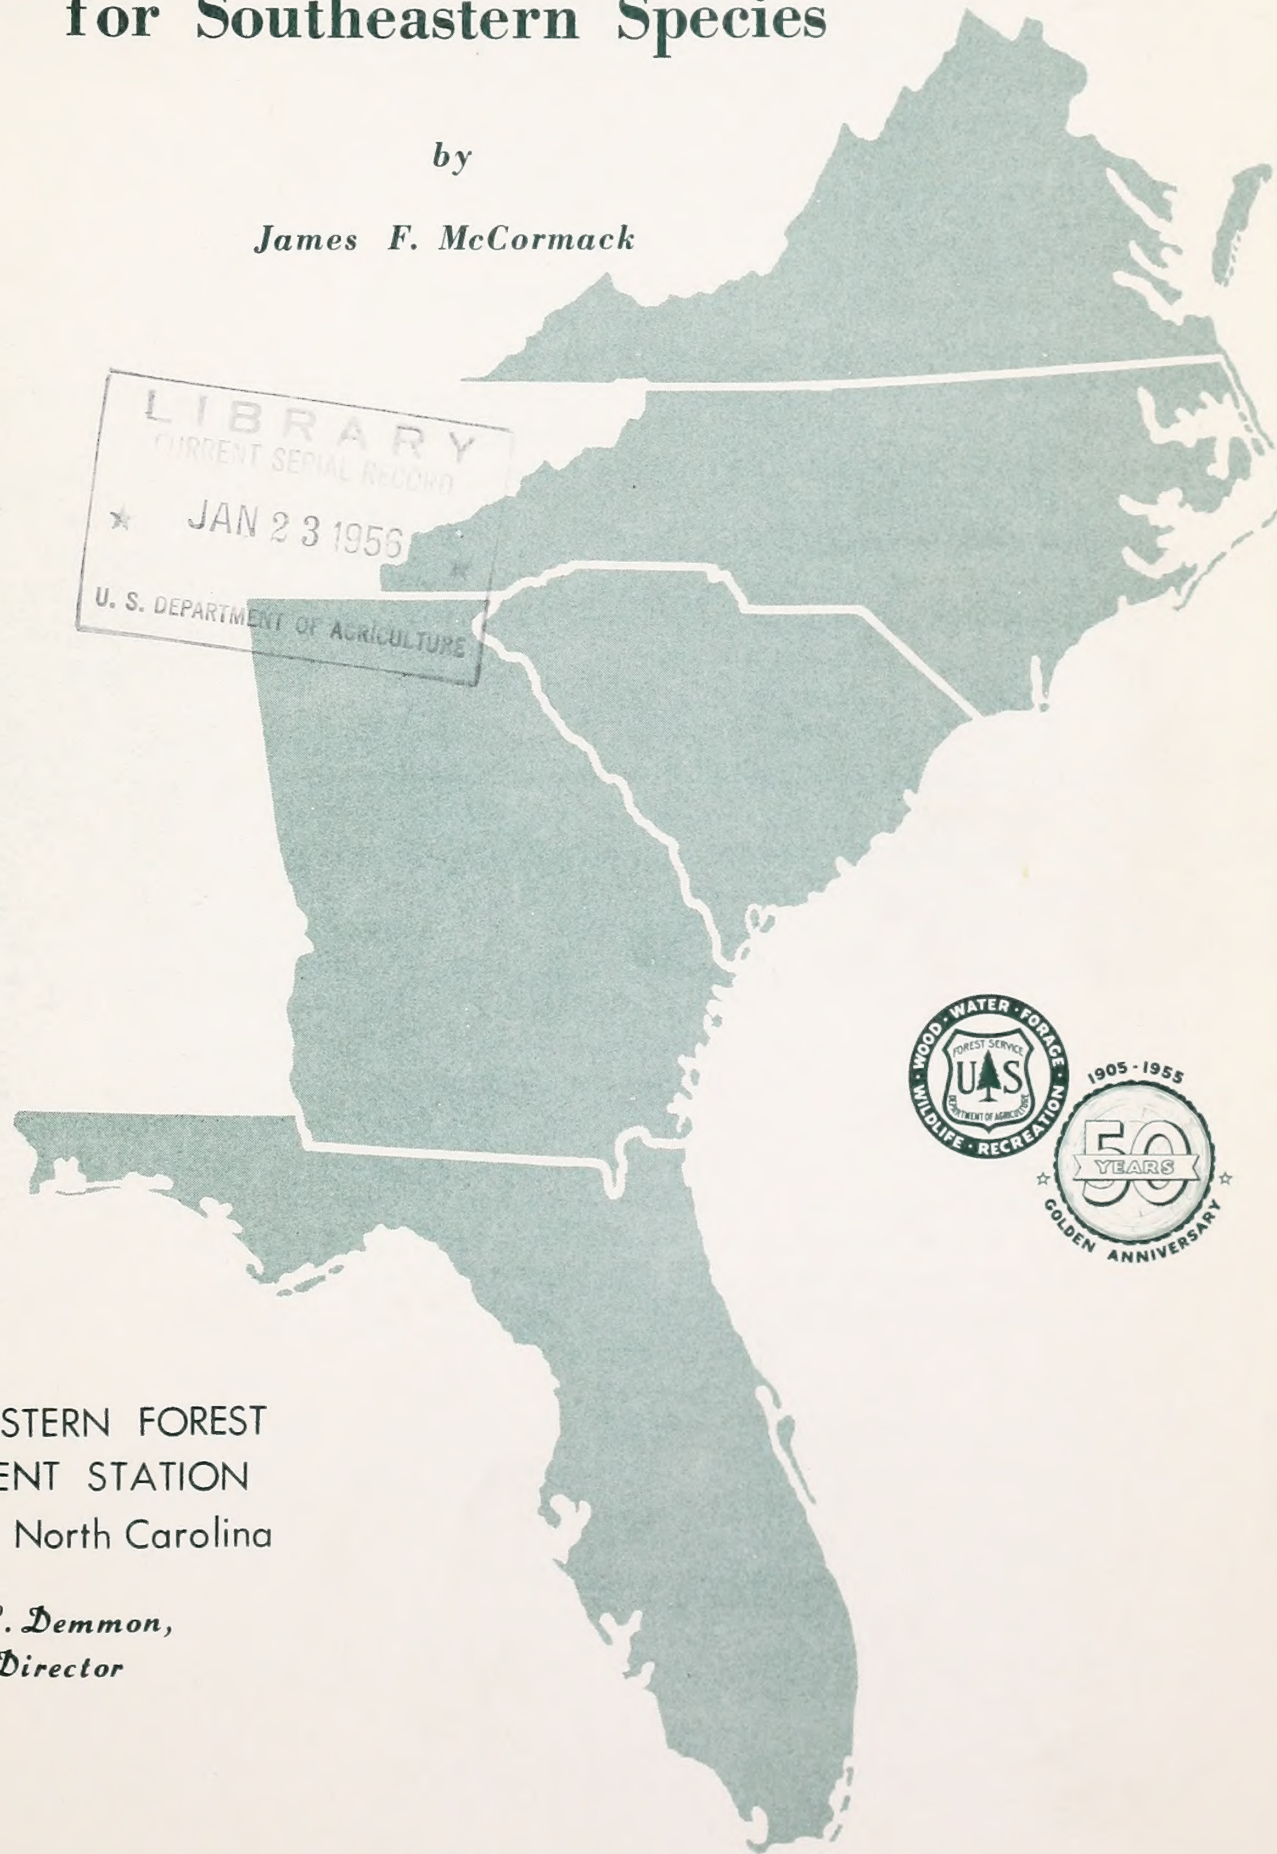 for Southeastern Species
by
James F. McCormack
LIBRARY
CURRENT SERIAL RECORD
★ JAN 23 1956 ★
U. S. DEPARTMENT OF AGRICULTURE
WOOD · WATER · FORAGE · RECREATION · WILDLIFE ·
FOREST SERVICE
U S
DEPARTMENT OF AGRICULTURE
1905 - 1955
50
YEARS
☆ GOLDEN ANNIVERSARY ☆
STERN FOREST
ENT STATION
North Carolina
. Demmon,
Director